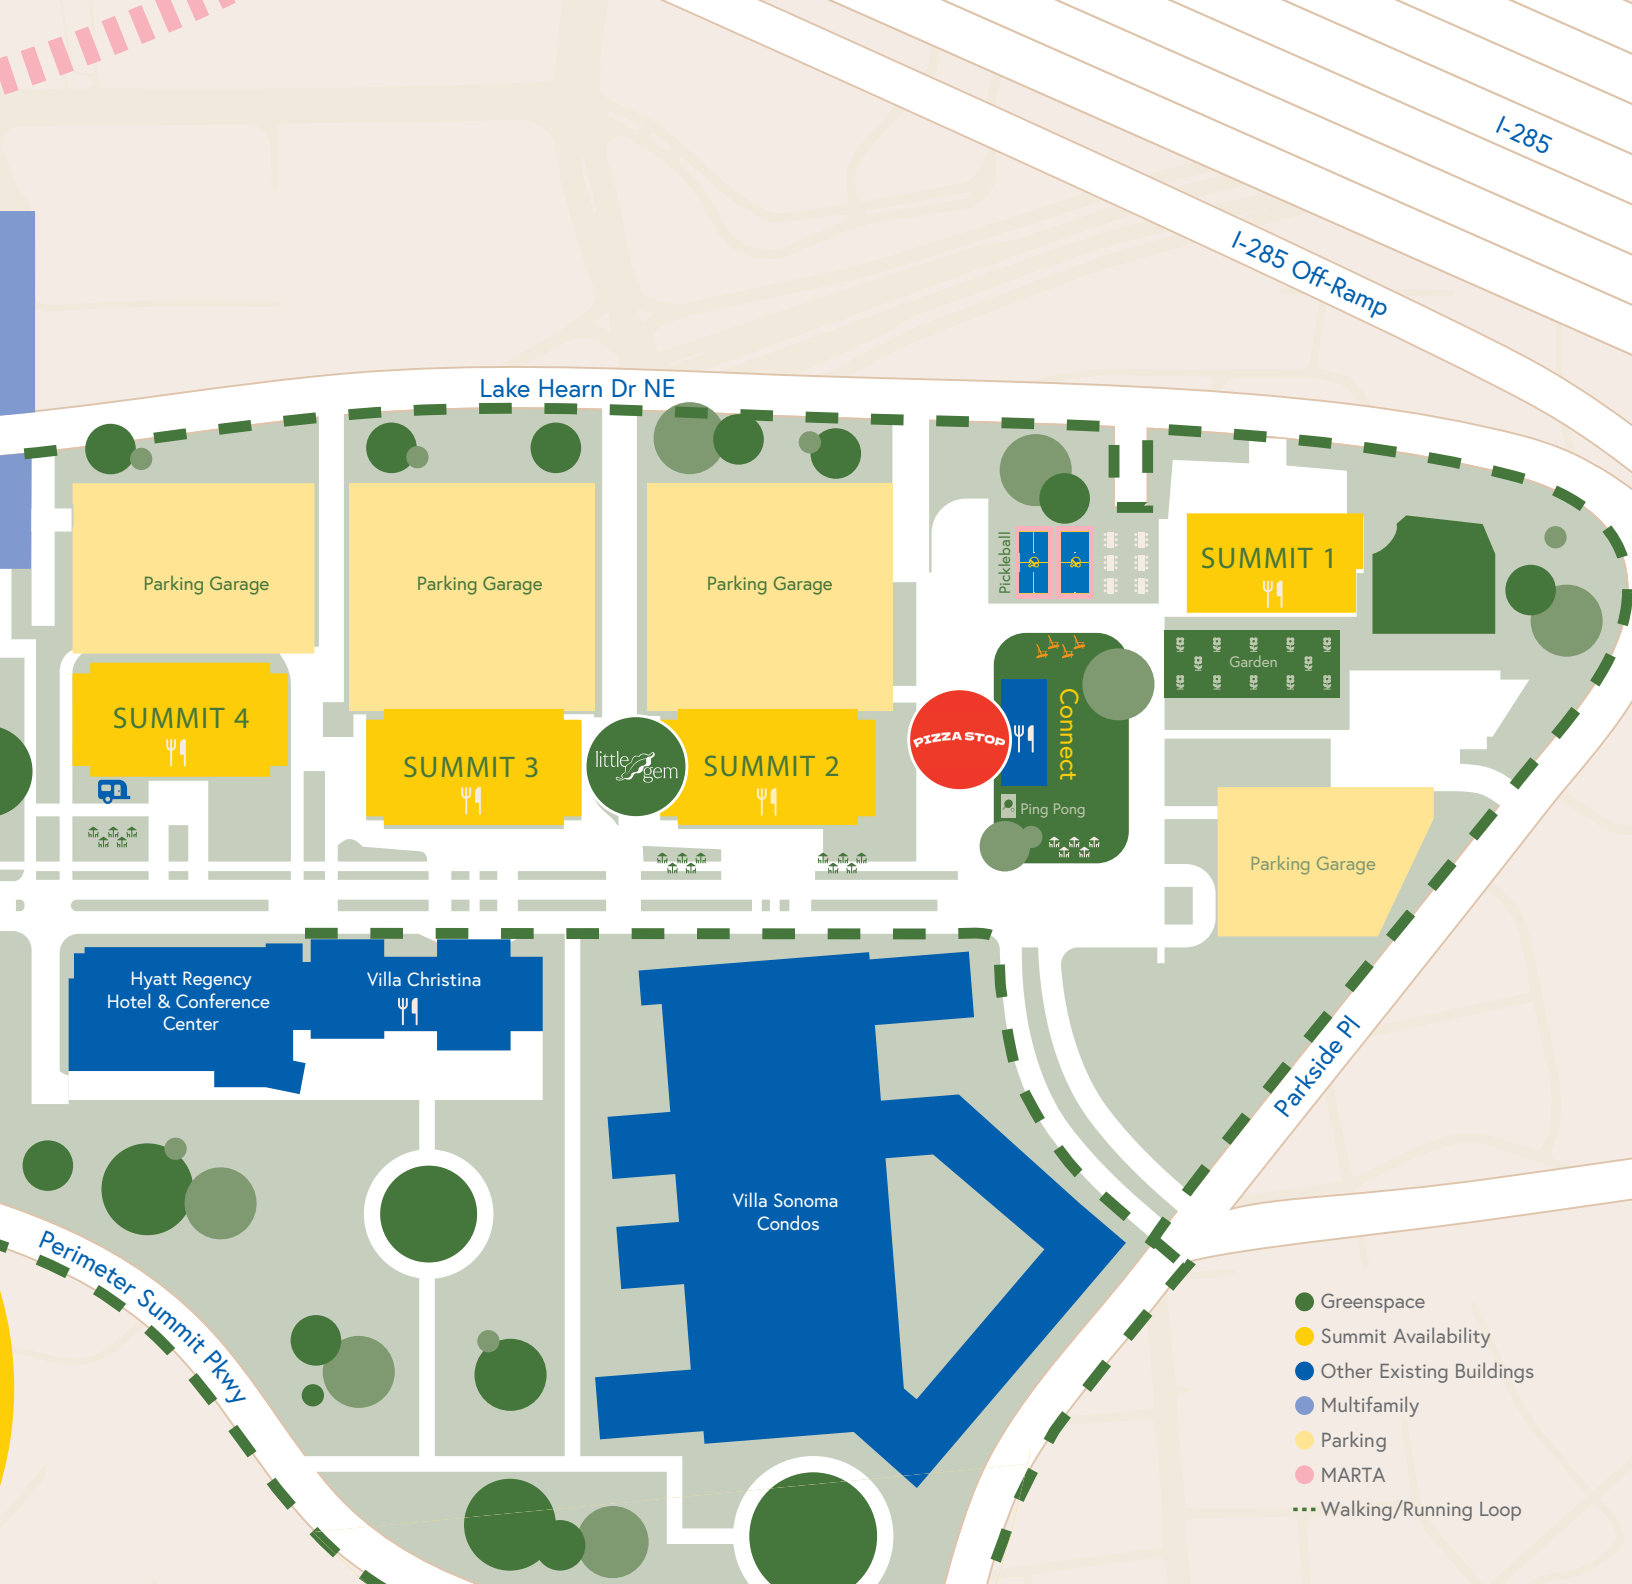 I-285
I-285 Off-Ramp
Lake Hearn Dr NE
Parking Garage
Parking Garage
Parking Garage
Pickleball
SUMMIT 1
Garden
SUMMIT 4
SUMMIT 3
little
gem
SUMMIT 2
PIZZA STOP
Connect
Ping Pong
Parking Garage
Hyatt Regency
Hotel & Conference
Center
Villa Christina
Parkside Pl
Villa Sonoma
Condos
Perimeter Summit Pkwy
Greenspace
Summit Availability
Other Existing Buildings
Multifamily
Parking
MARTA
Walking/Running Loop